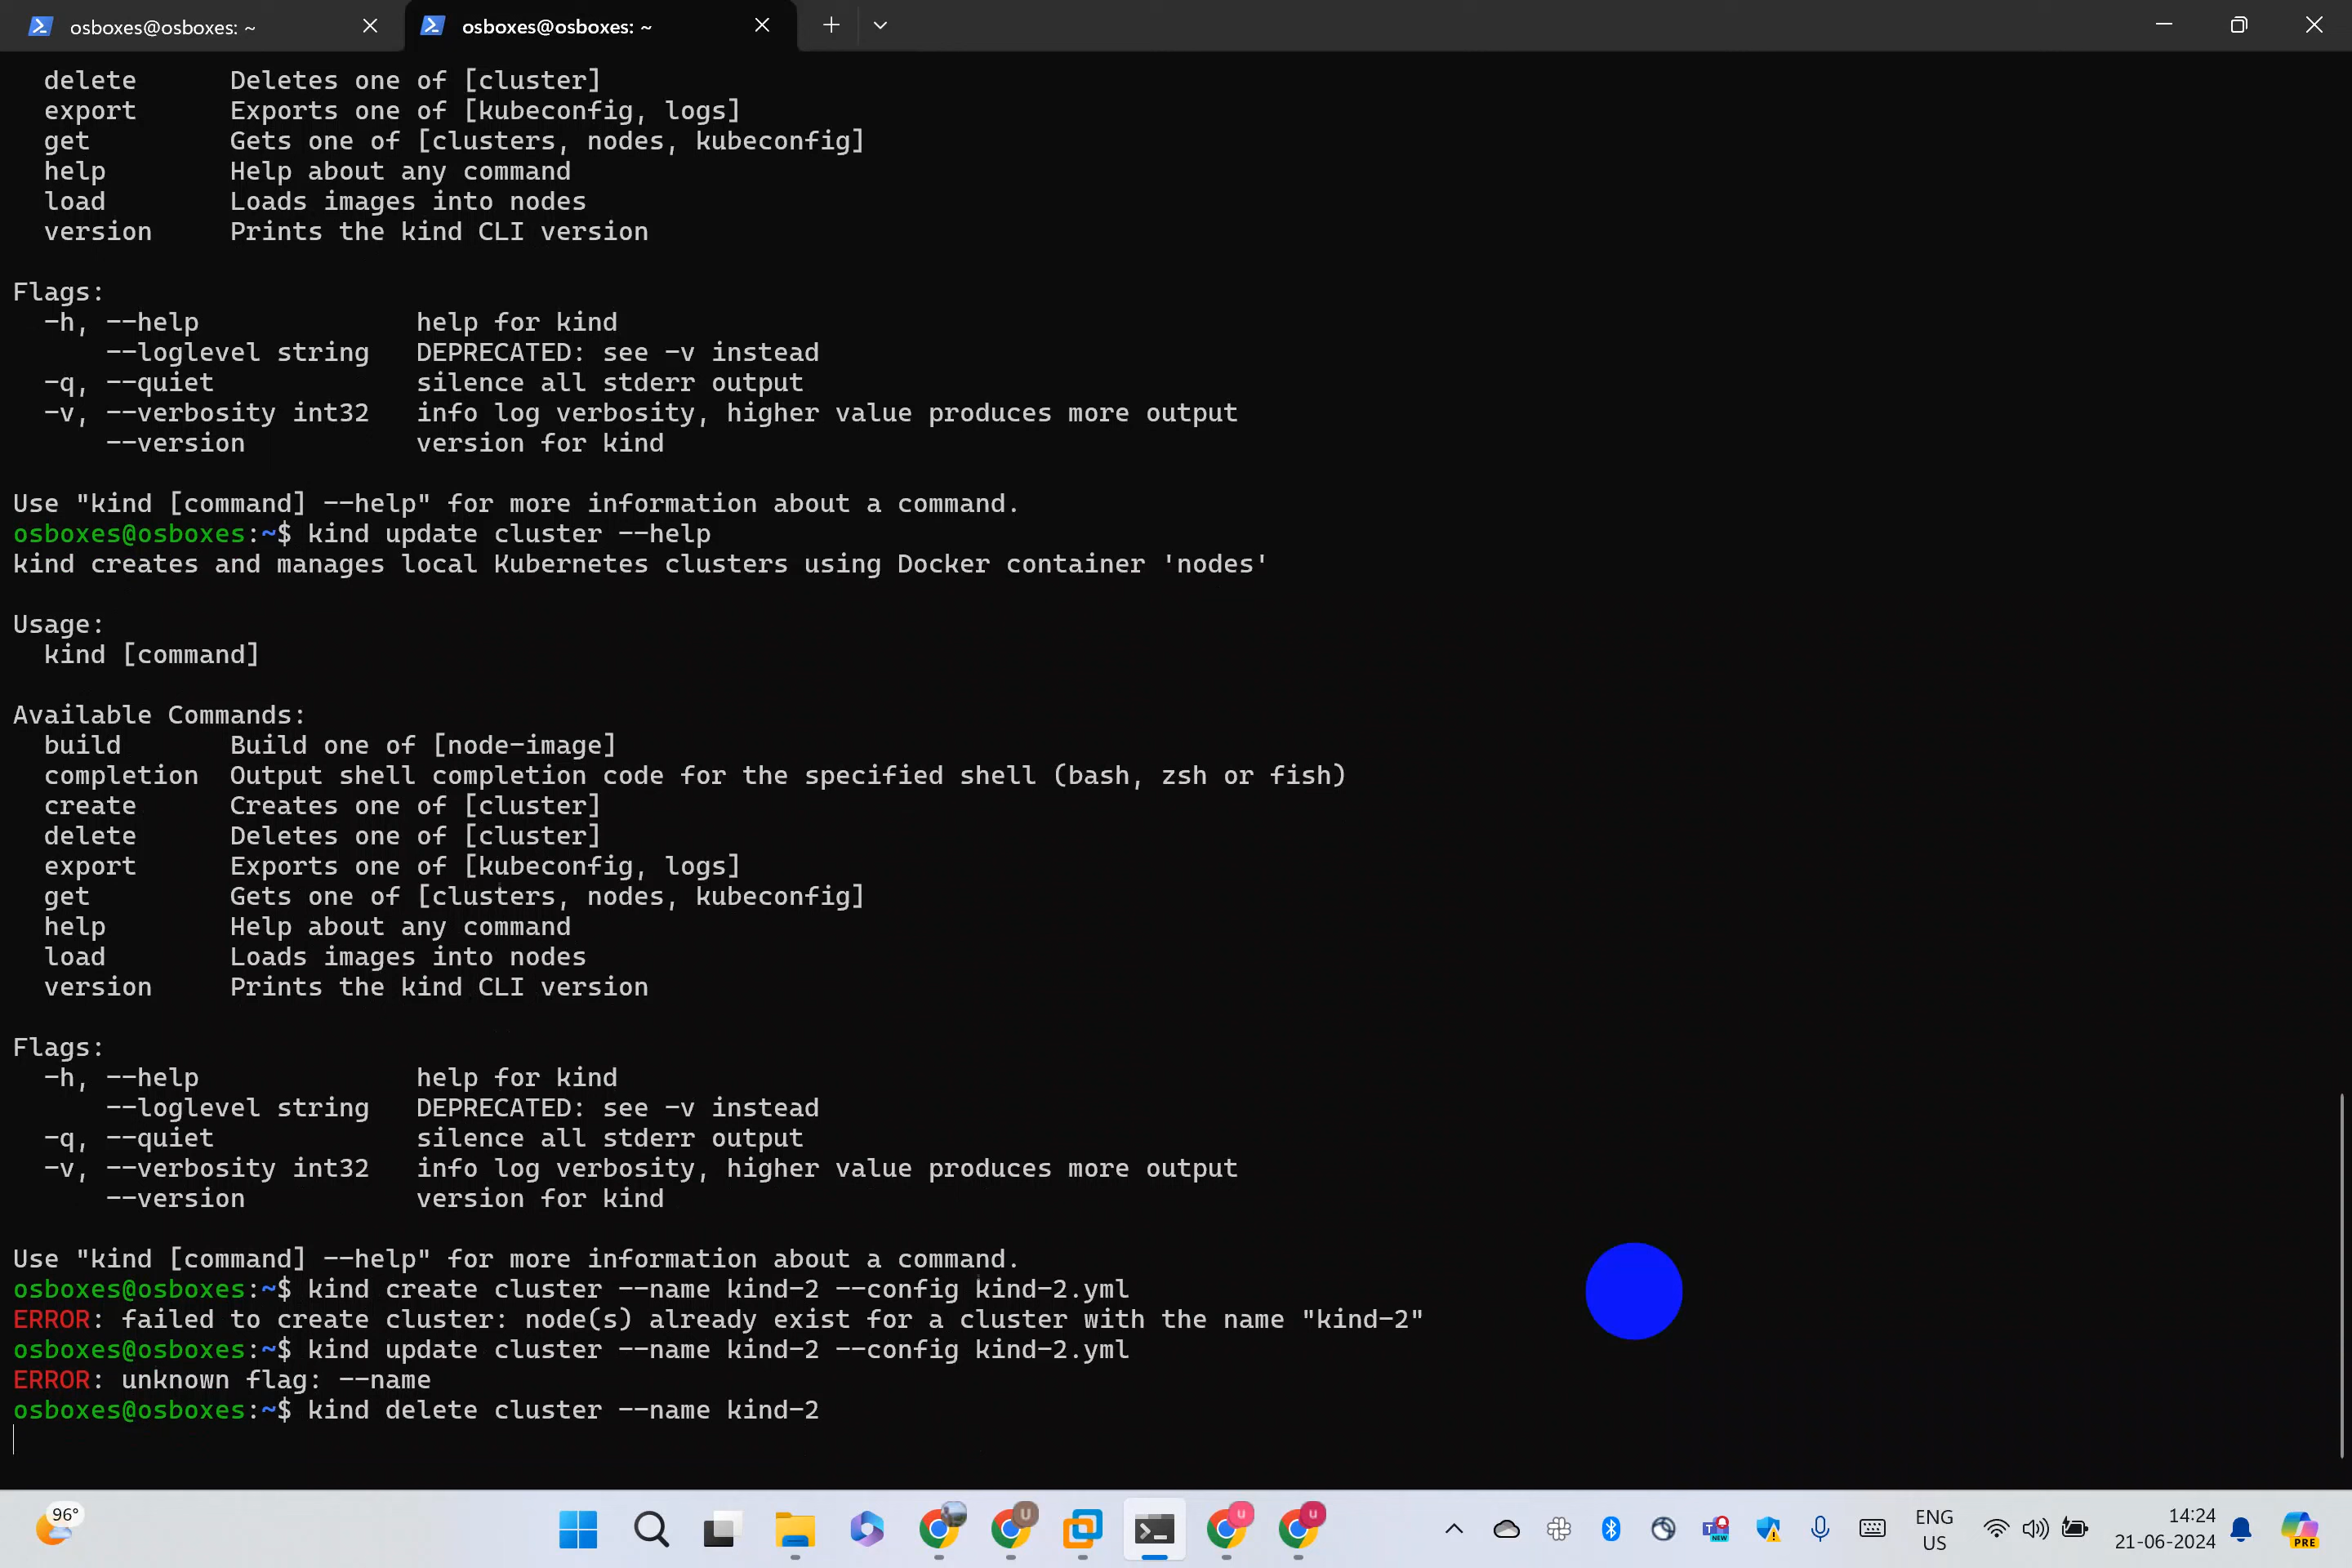 osboxes@osboxes: ~
osboxes@osboxes: ~
delete Deletes one of [cluster]
export Exports one of [kubeconfig, logs]
get Gets one of [clusters, nodes, kubeconfig]
help Help about any command
load Loads images into nodes
version Prints the kind CLI version
Flags:
-h, --help help for kind
--loglevel string DEPRECATED: see -v instead
-q, --quiet silence all stderr output
-v, --verbosity int32 info log verbosity, higher value produces more output
--version version for kind
Use "kind [command] --help" for more information about a command.
osboxes@osboxes:~$ kind update cluster --help
kind creates and manages local Kubernetes clusters using Docker container 'nodes'
Usage:
kind [command]
Available Commands:
build Build one of [node-image]
completion Output shell completion code for the specified shell (bash, zsh or fish)
create Creates one of [cluster]
delete Deletes one of [cluster]
export Exports one of [kubeconfig, logs]
get Gets one of [clusters, nodes, kubeconfig]
help Help about any command
load Loads images into nodes
version Prints the kind CLI version
Flags:
-h, --help help for kind
--loglevel string DEPRECATED: see -v instead
-q, --quiet silence all stderr output
-v, --verbosity int32 info log verbosity, higher value produces more output
--version version for kind
Use "kind [command] --help" for more information about a command.
osboxes@osboxes:~$ kind create cluster --name kind-2 --config kind-2.yml
ERROR: failed to create cluster: node(s) already exist for a cluster with the name "kind-2"
osboxes@osboxes:~$ kind update cluster --name kind-2 --config kind-2.yml
ERROR: unknown flag: --name
osboxes@osboxes:~$ kind delete cluster --name kind-2
96°
U
u
u
NEW
ENG
US
14:24
21-06-2024
PRE